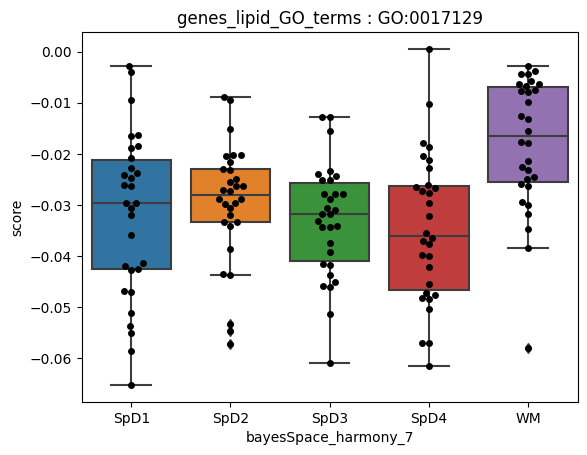 genes_lipid_GO_terms : GO:0017129
0.00
−0.01
−0.02
−0.03
−0.04
−0.05
−0.06
score
SpD1 SpD2 SpD3 SpD4 WM
bayesSpace_harmony_7